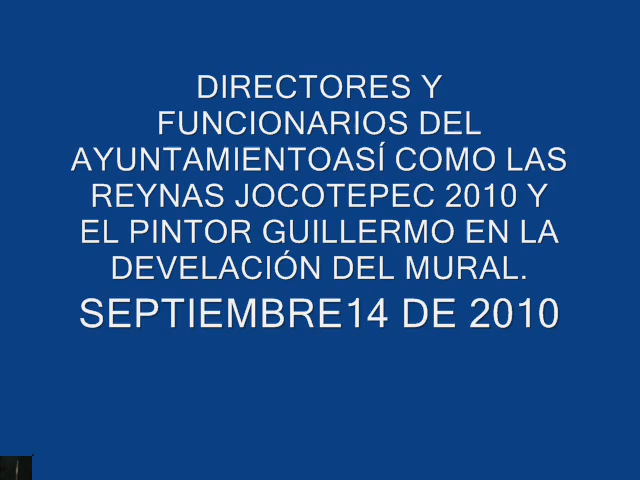 DIRECTORES Y
FUNCIONARIOS DEL
AYUNTAMIENTOASÍ COMO LAS
REYNAS JOCOTEPEC 2010 Y
EL PINTOR GUILLERMO EN LA
DEVELACIÓN DEL MURAL.
SEPTIEMBRE14 DE 2010